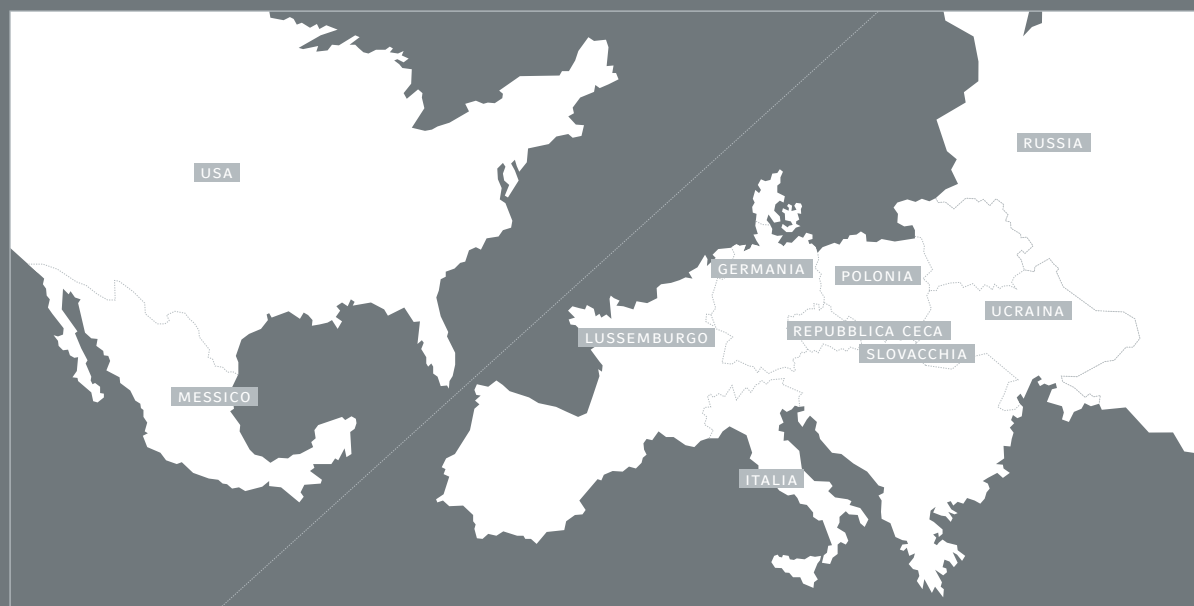 RUSSIA
USA
GERMANIA
POLONIA
UCRAINA
REPUBBLICA CECA
LUSSEMBURGO
SLOVACCHIA
MESSICO
ITALIA